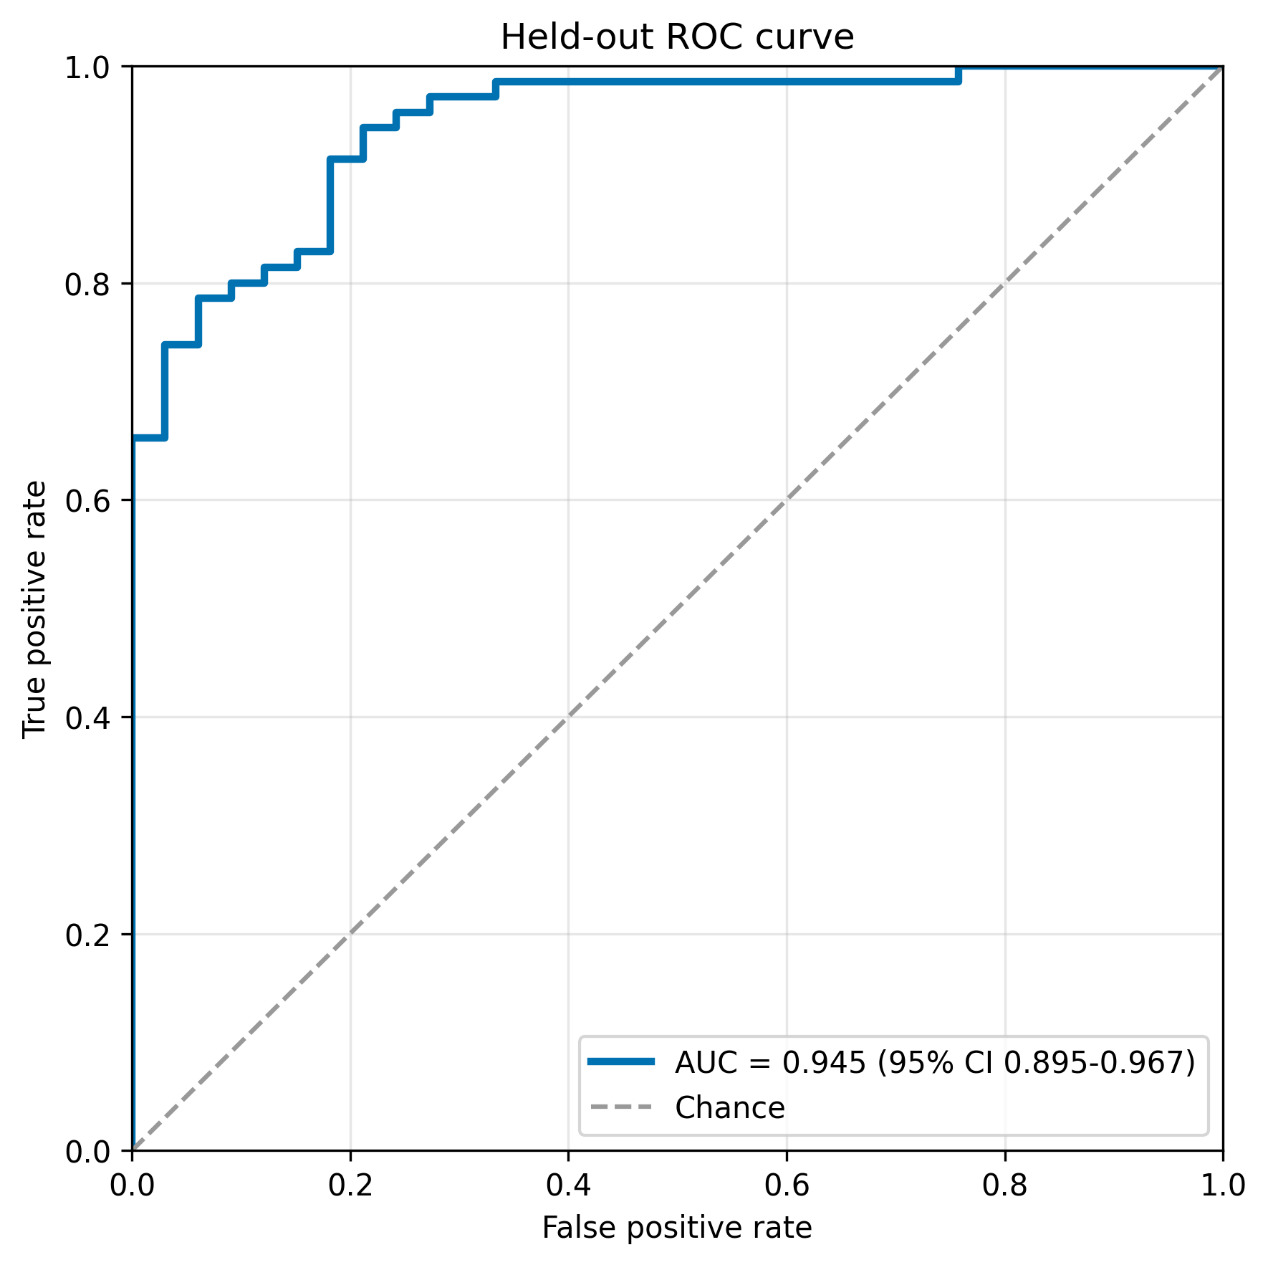 Held-out ROC curve
1.0
0.8
0.6
0.4
0.2
0.0
True positive rate
AUC = 0.945 (95% CI 0.895-0.967)
Chance
0.0 0.2 0.4 0.6 0.8 1.0
False positive rate